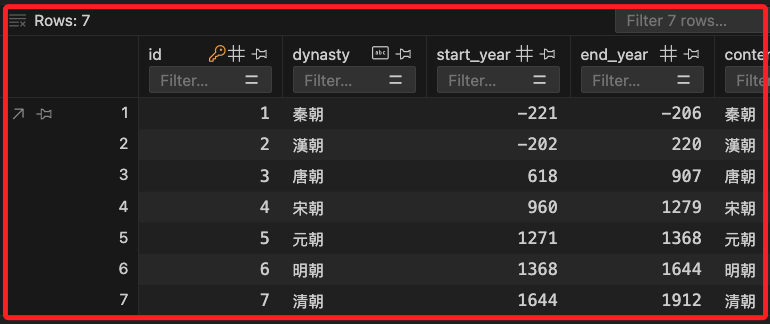 Rows: 7 Filter 7 rows...
id dynasty abc start_year end_year
Filter... Filter... Filter... Filter... Filter
1 1 秦朝 -221 -206 秦朝
2 2 漢朝 -202 220 漢朝
3 3 唐朝 618 907 唐朝
4 4 宋朝 960 1279 宋朝
5 5 元朝 1271 1368 元朝
6 6 明朝 1368 1644 明朝
7 7 清朝 1644 1912 清朝